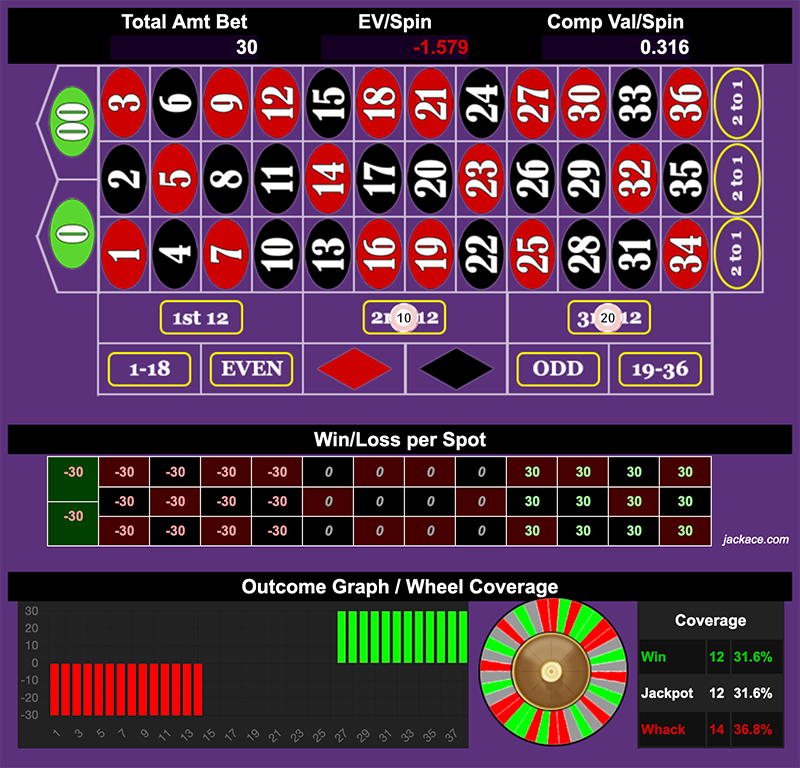 Total Amt Bet EV/Spin Comp Val/Spin
30 -1.579 0.316
00 3 6 9 12 15 18 21 24 27 30 33 36 2 to 1
2 5 8 11 14 17 20 23 26 29 32 35 2 to 1
0 1 4 7 10 13 16 19 22 25 28 31 34 2 to 1
1st 12 2 10 12 3 20 12
1-18 EVEN ODD 19-36
Win/Loss per Spot
-30 -30 -30 -30 -30 0 0 0 0 30 30 30 30
-30 -30 -30 -30 0 0 0 0 30 30 30 30
-30 -30 -30 -30 -30 0 0 0 0 30 30 30 30
jackace.com
Outcome Graph / Wheel Coverage
30
20
10
0
-10
-20
-30
1 3 5 7 9 11 13 15 17 19 21 23 25 27 29 31 33 35 37
Coverage
Win 12 31.6%
Jackpot 12 31.6%
Whack 14 36.8%